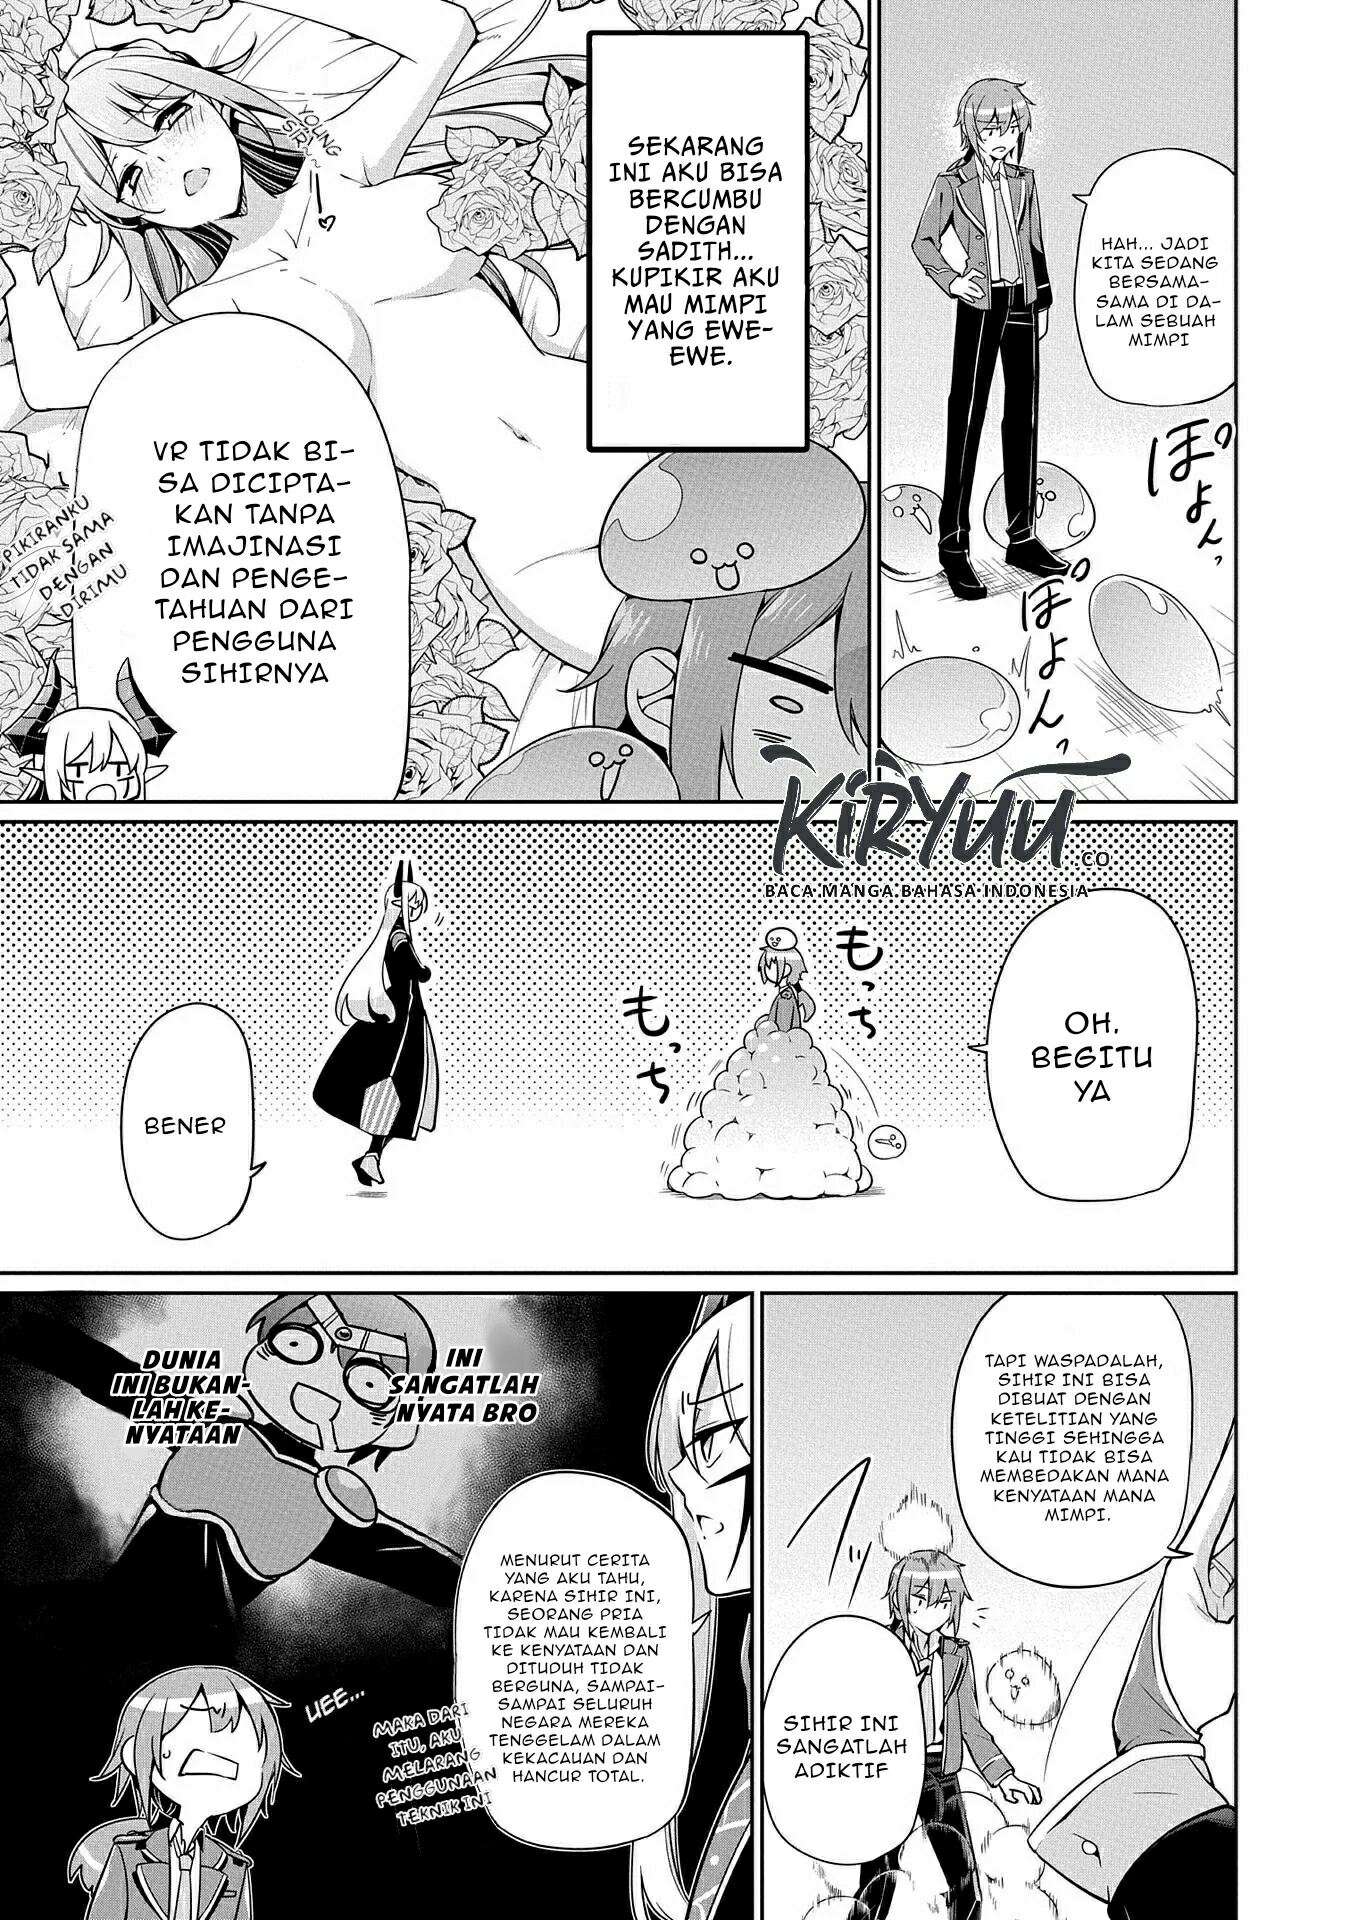 HAH... JADI
KITA SEDANG
BERSAMA-
SAMA DI DA-
LAM SEBUAH
MIMPI
ぽよん、
ぽよん、
SEKARANG
INI AKU BISA
BERCUMBU
DENGAN
SADITH...
KUPIKIR AKU
MAU MIMPI
YANG EWE-
EWE.
YOUNG
SIR~
VR TIDAK BI-
SA DICIPTA-
KAN TANPA
IMAJINASI
DAN PENGE-
TAHUAN DARI
PENGGUNA
SIHIRNYA
PIKIRANKU
TIDAK SAMA
DENGAN
DIRIMU
KIRYUU.CO
BACA MANGA BAHASA INDONESIA
OH.
BEGITU
YA
もっち
もっち
BENER
TAPI WASPADALAH,
SIHIR INI BISA
DIBUAT DENGAN
KETELITIAN YANG
TINGGI SEHINGGA
KAU TIDAK BISA
MEMBEDAKAN MANA
KENYATAAN MANA
MIMPI.
SIHIR INI
SANGATLAH
ADIKTIF
INI
SANGATLAH
NYATA BRO
DUNIA
INI BUKAN-
LAH KE-
NYATAAN
MENURUT CERITA
YANG AKU TAHU,
KARENA SIHIR INI,
SEORANG PRIA
TIDAK MAU KEMBALI
KE KENYATAAN DAN
DITUDUH TIDAK
BERGUNA, SAMPAI-
SAMPAI SELURUH
NEGARA MEREKA
TENGGELAM DALAM
KEKACAUAN DAN
HANCUR TOTAL.
MAKA DARI
ITU, AKU
MELARANG
PENGGUNAAN
TEKNIK INI
UEE...